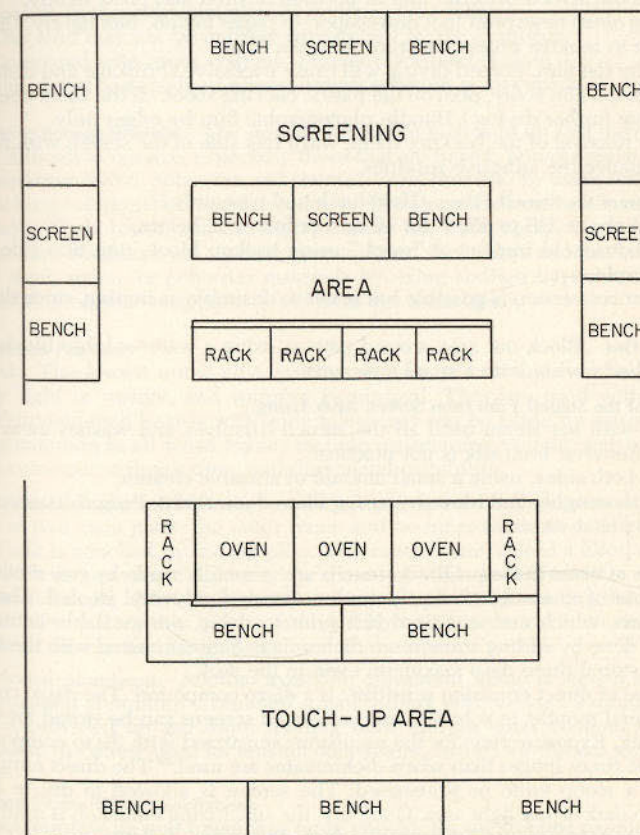 BENCH SCREEN BENCH
BENCH BENCH
SCREENING
BENCH SCREEN BENCH
SCREEN SCREE
AREA
BENCH BENCH
RACK RACK RACK RACK
RACK OVEN OVEN OVEN RACK
BENCH BENCH
TOUCH-UP AREA
BENCH BENCH BENCH